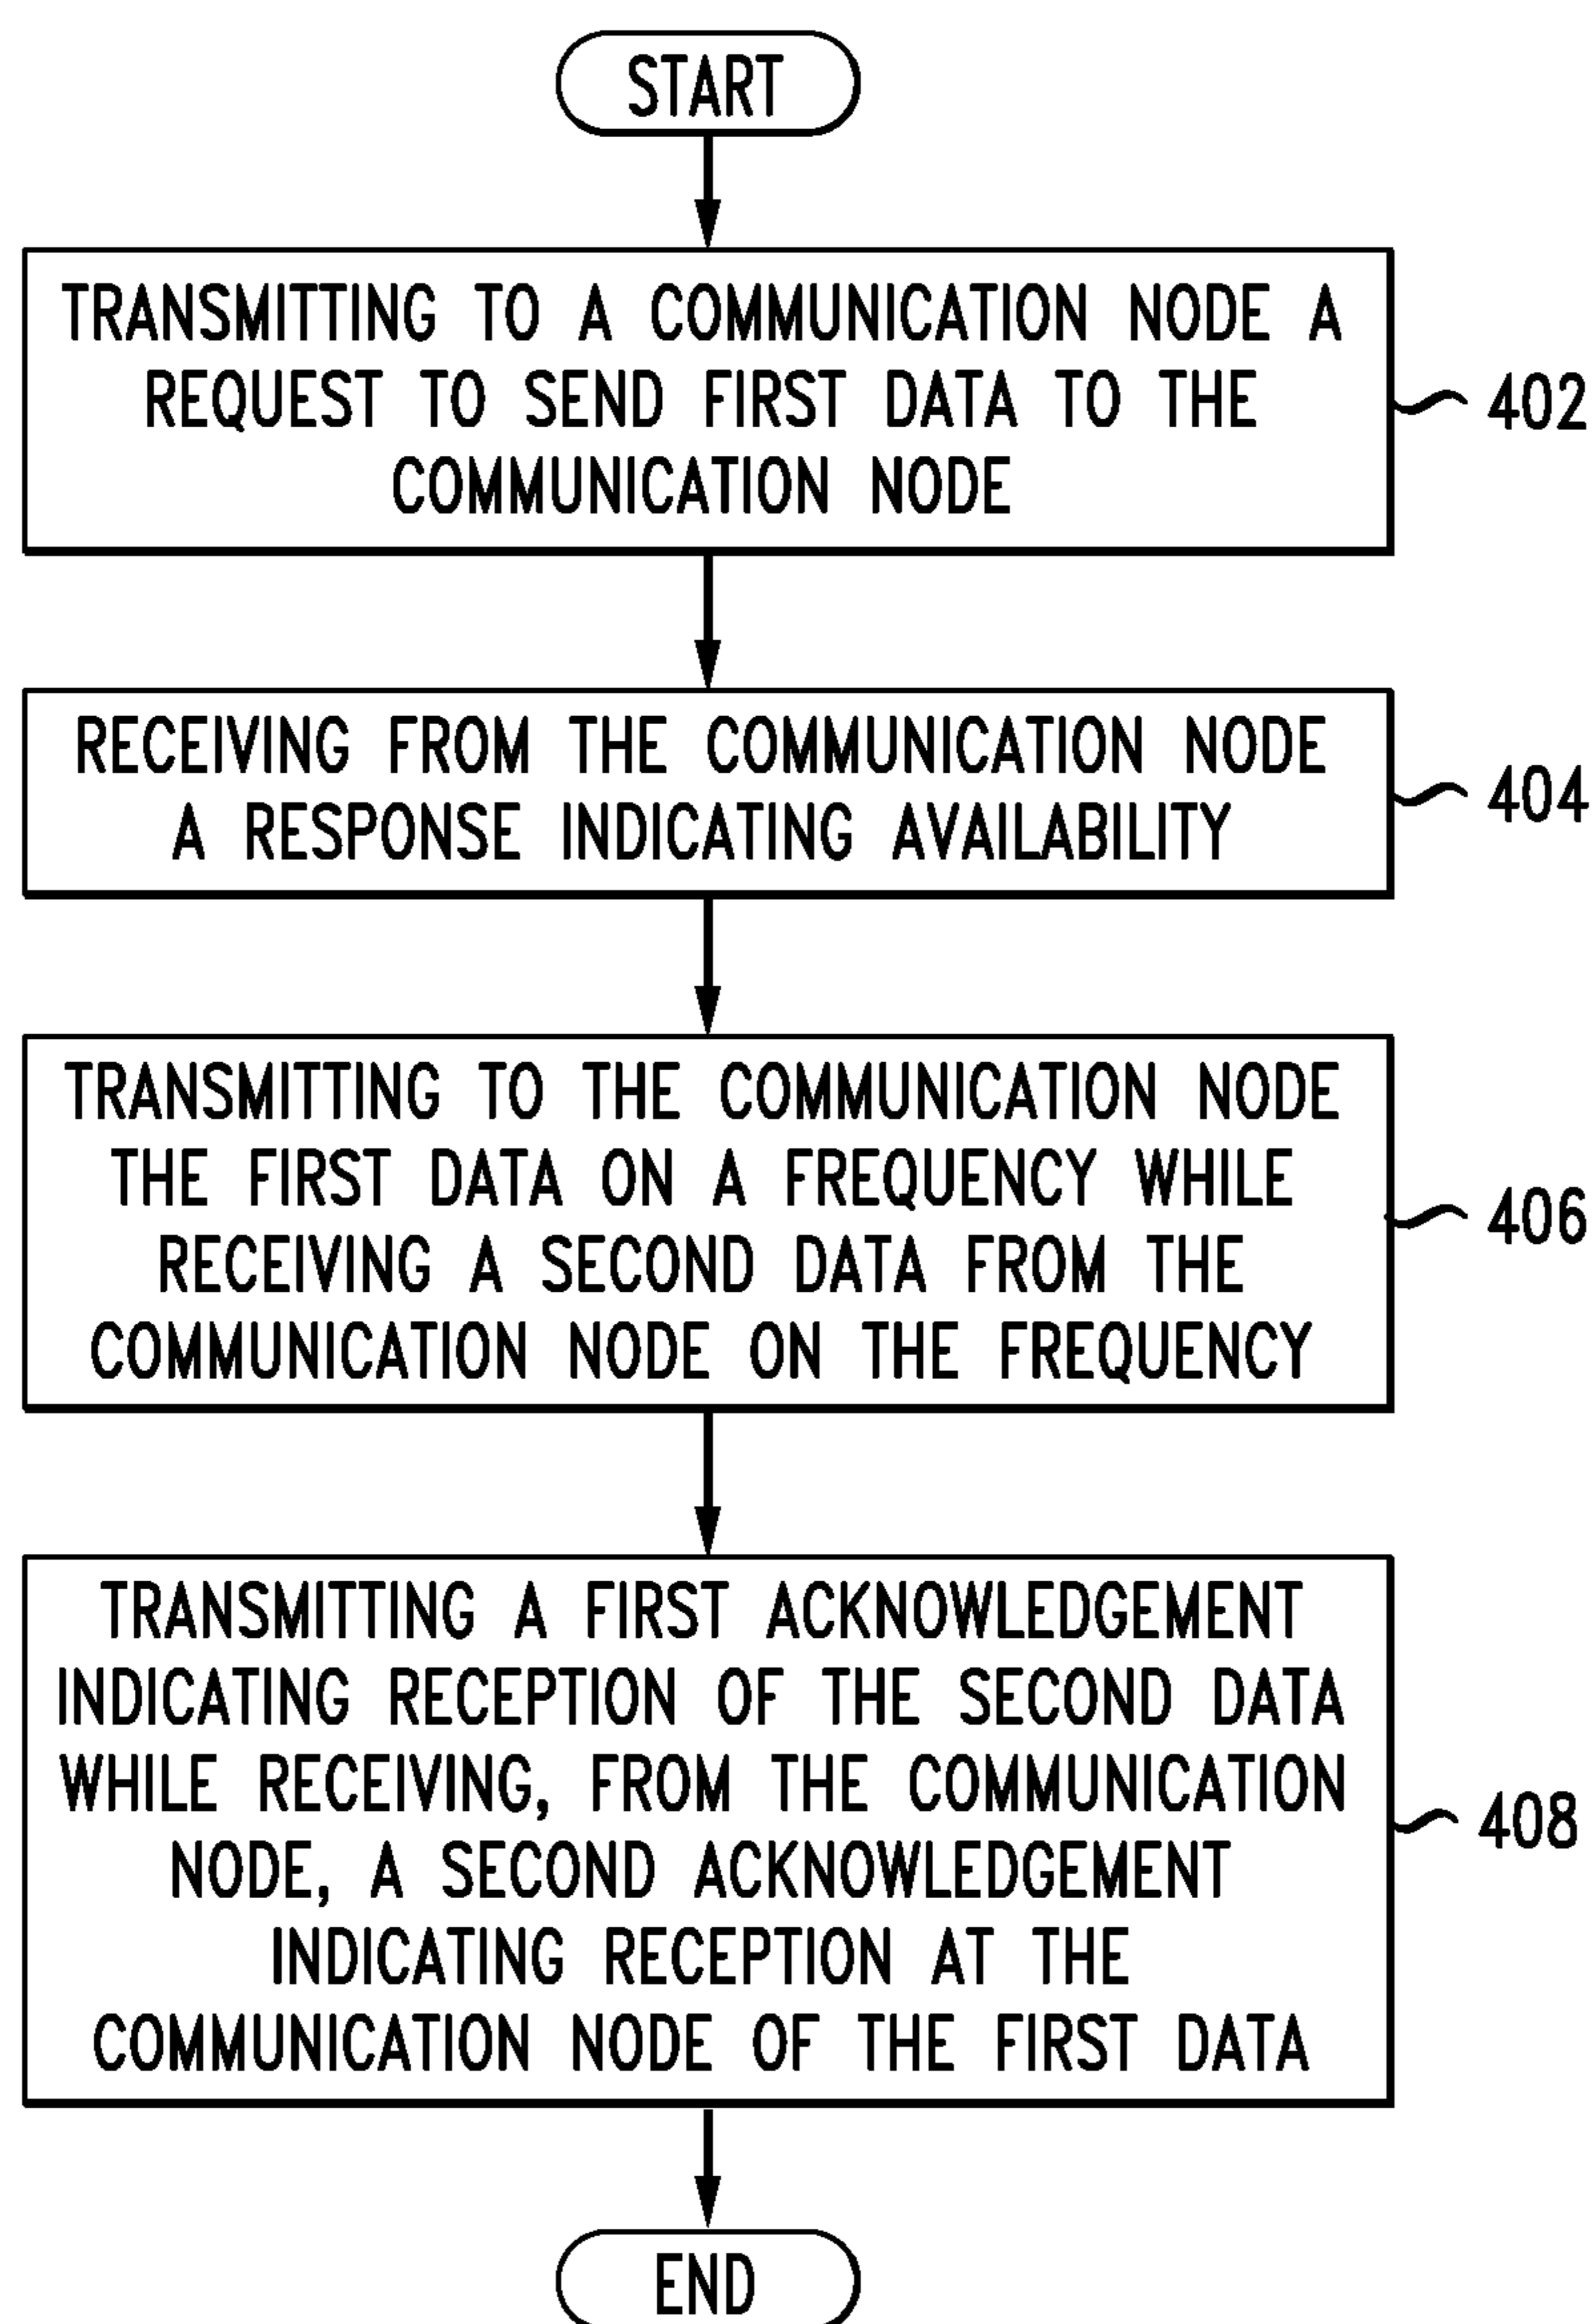 START
TRANSMITTING TO A COMMUNICATION NODE A
REQUEST TO SEND FIRST DATA TO THE
COMMUNICATION NODE
402
RECEIVING FROM THE COMMUNICATION NODE
A RESPONSE INDICATING AVAILABILITY
404
TRANSMITTING TO THE COMMUNICATION NODE
THE FIRST DATA ON A FREQUENCY WHILE
RECEIVING A SECOND DATA FROM THE
COMMUNICATION NODE ON THE FREQUENCY
406
TRANSMITTING A FIRST ACKNOWLEDGEMENT
INDICATING RECEPTION OF THE SECOND DATA
WHILE RECEIVING, FROM THE COMMUNICATION
NODE, A SECOND ACKNOWLEDGEMENT
INDICATING RECEPTION AT THE
COMMUNICATION NODE OF THE FIRST DATA
408
END